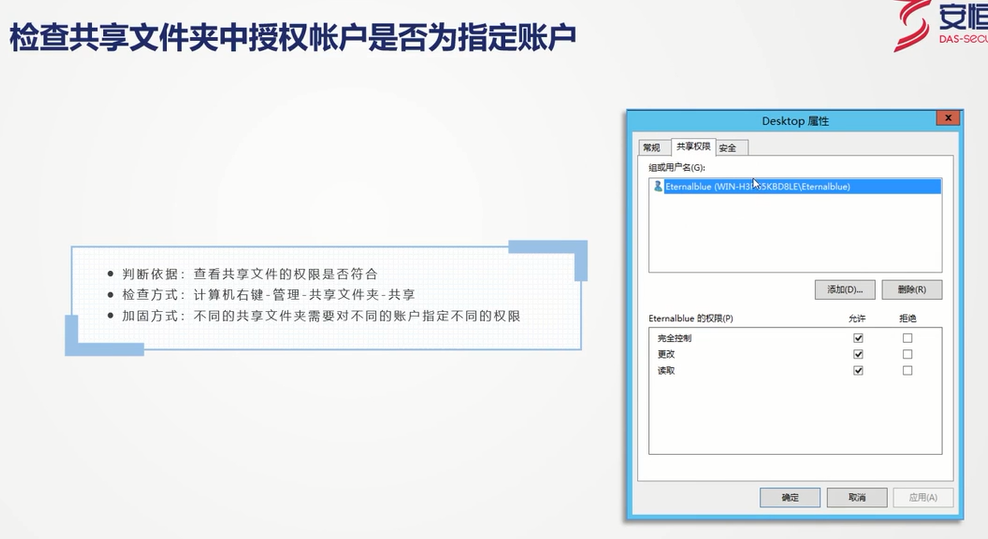 检查共享文件夹中授权帐户是否为指定账户
安恒
DAS-SECU
判断依据：查看共享文件的权限是否符合
检查方式：计算机右键-管理-共享文件夹-共享
加固方式：不同的共享文件夹需要对不同的账户指定不同的权限
Desktop 属性
常规 共享权限 安全
组或用户名(G):
Eternalblue
添加(D)... 删除(R)
Eternalblue 的权限(P) 允许 拒绝
完全控制
更改
读取
确定 取消 应用(A)